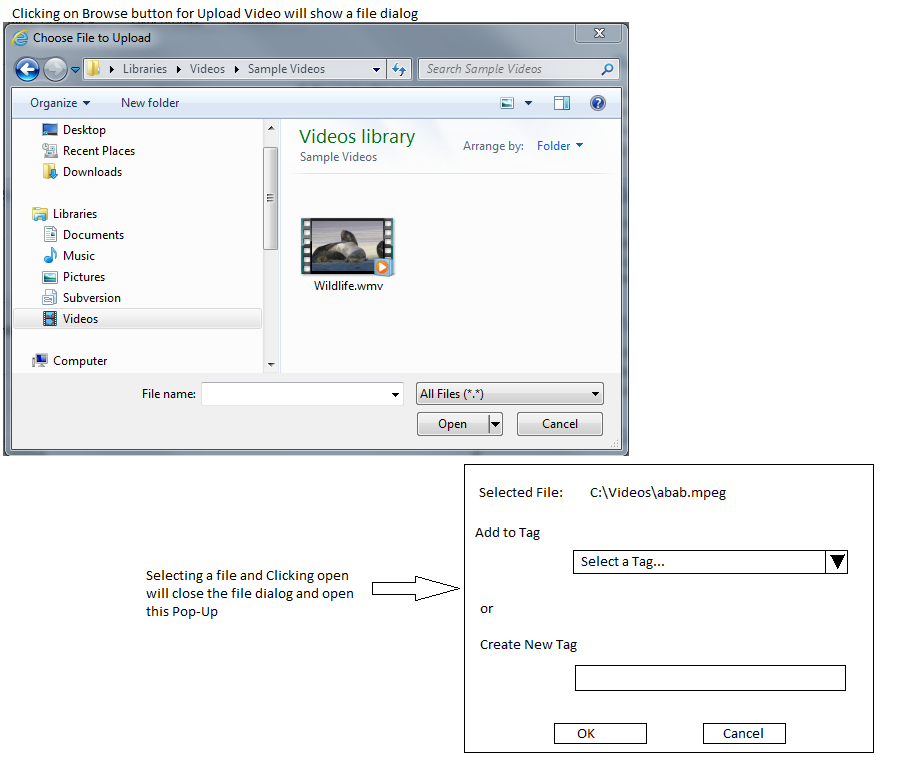 Clicking on Browse button for Upload Video will show a file dialog
Choose File to Upload
Libraries Videos Sample Videos
Search Sample Videos
Organize New folder
Desktop
Recent Places
Downloads
Libraries
Documents
Music
Pictures
Subversion
Videos
Computer
Videos library
Sample Videos
Arrange by: Folder
Wildlife.wmv
File name:
All Files (*.*)
Open Cancel
Selecting a file and Clicking open
will close the file dialog and open
this Pop-Up
Selected File: C:\Videos\abab.mpeg
Add to Tag
Select a Tag...
or
Create New Tag
OK Cancel